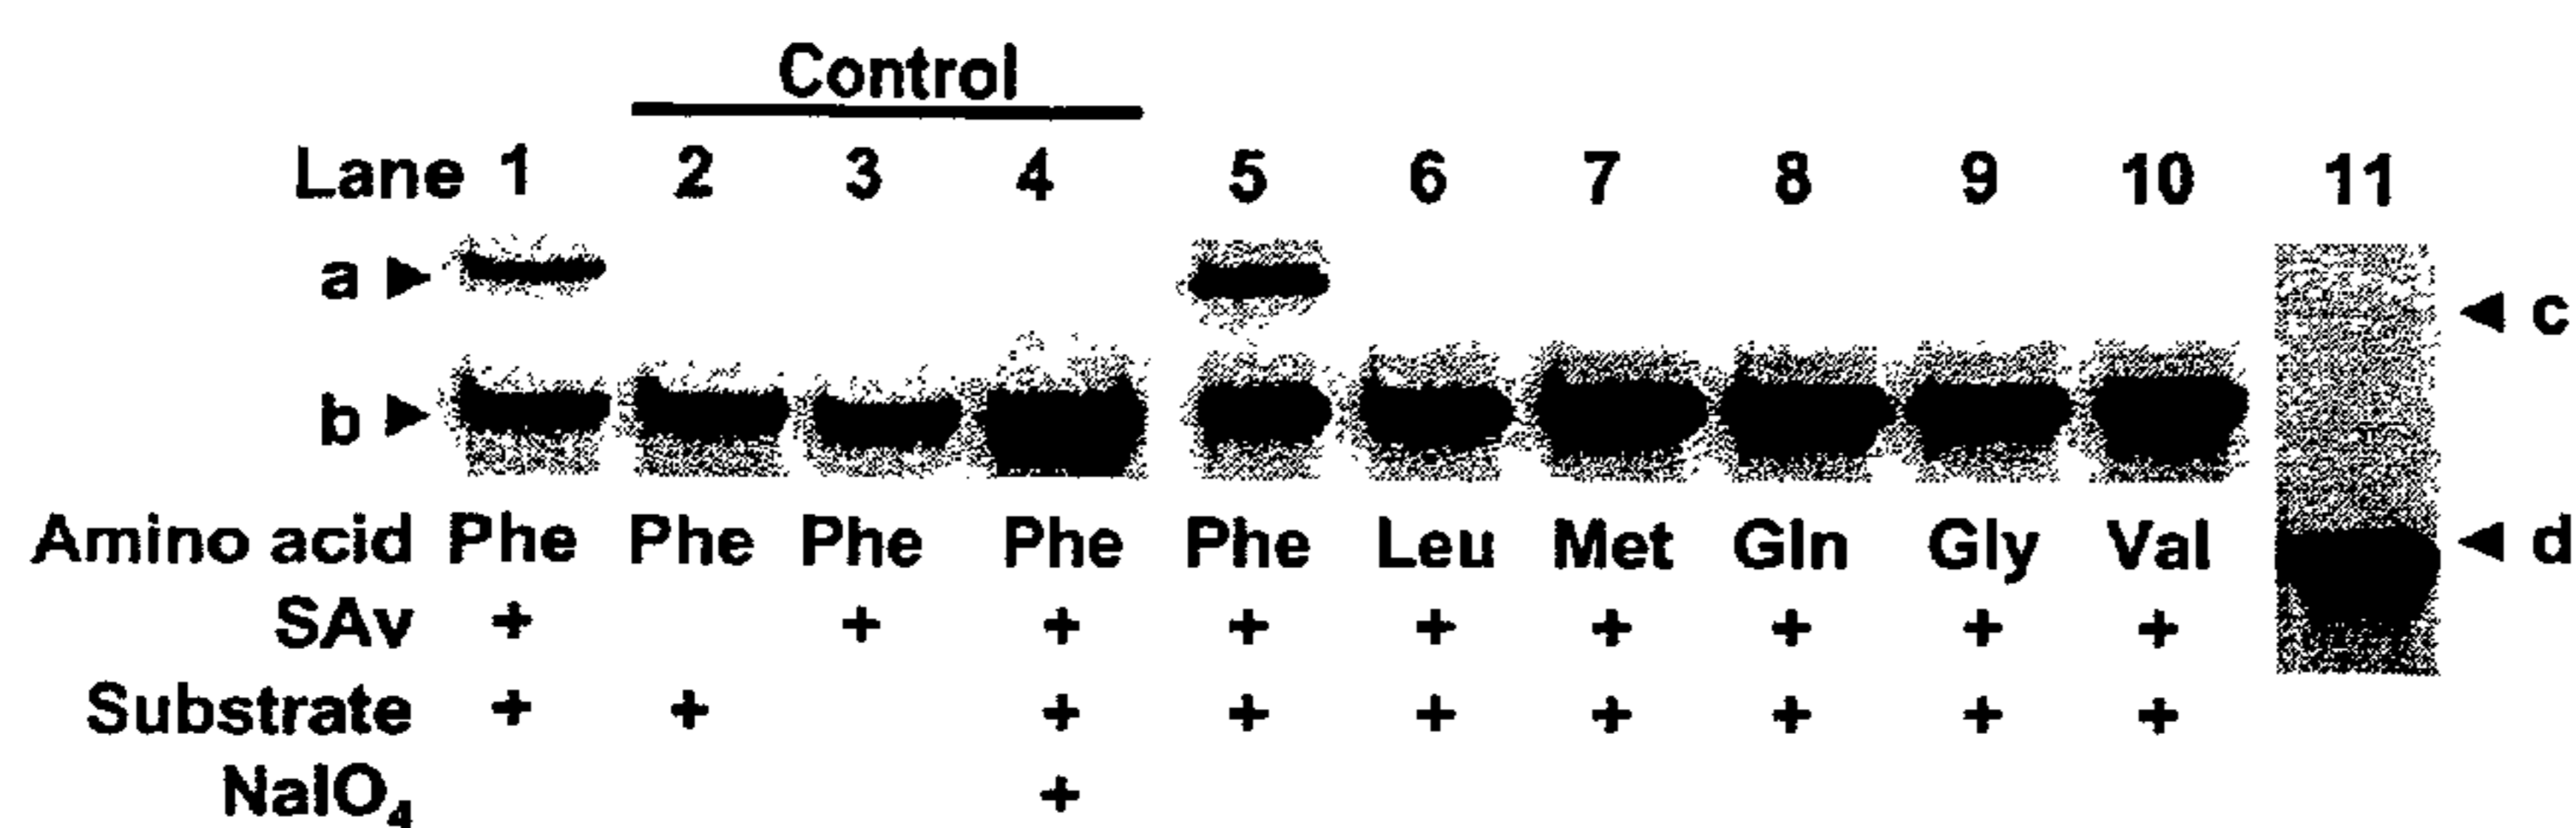 Control
Lane 1 2 3 4 5 6 7 8 9 10 11
a
c
b
d
Amino acid Phe Phe Phe Phe Phe Leu Met Gln Gly Val
SAv + + + + + + + + +
Substrate + + + + + + + + +
NaIO₄ +